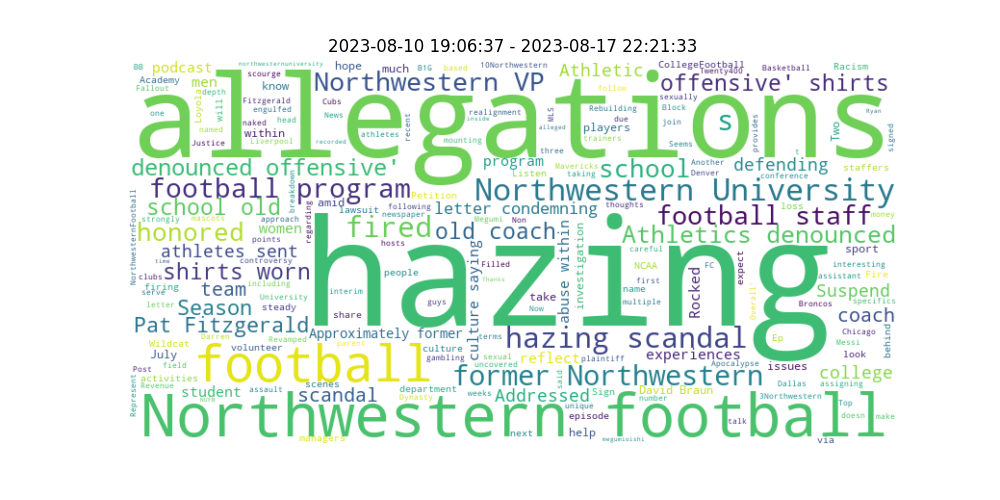 2023-08-10 19:06:37 - 2023-08-17 22:21:33
BB podcast northwesternuniversity hope much B1G based 10Northwestern Athletic CollegeFootball Twenty400 Basketball Racism
Academy scourge men know Northwestern VP follow offensive' shirts
Fallout depth will Fitzgerald engulfed Cubs sexually Block
one Loyola naked head News recent realignment MLS Rebuilding due join s provides Two Ryan signed
named Justice within Liverpool athletes inside alleged players Seems
allegations
recorded mounting three trainers t
denounced offensive' breakdown program Mavericks school Another defending staffers
Listen taking Denver conference
football program Petition Northwestern University
school old amid lawsuit following newspaper Megumi Non letter condemning thoughts football staff loss money
strongly mascots approach regarding
honored women fired old coach Athletics denounced
NorthwesternFootball points hosts careful sport
athletes sent controversy culture saying Filled abuse within investigation NCAA FC expect interesting
time clubs shirts worn people Thanks first Rocked assistant Fire
firing including hazing
serve team University interim guys take name multiple Overall' Broncos Suspend
letter Season steady share Now specifics
Pat Fitzgerald Approximately former terms hazing scandal coach
Wildcat Darren Revamped parent culture said Ep Chicago Messi behind
Post July volunteer gambling sexual reflect plaintiff experiences issues look
field football uncovered Apocalypse
activities scenes former Northwestern college
Revenue student assault department weeks Addressed Sign David Braun Dallas assigning
Represent NUFB scandal Dynasty unique number 3Northwestern Top
Northwestern football
episode talk doesn make
managers next help megumioishi via